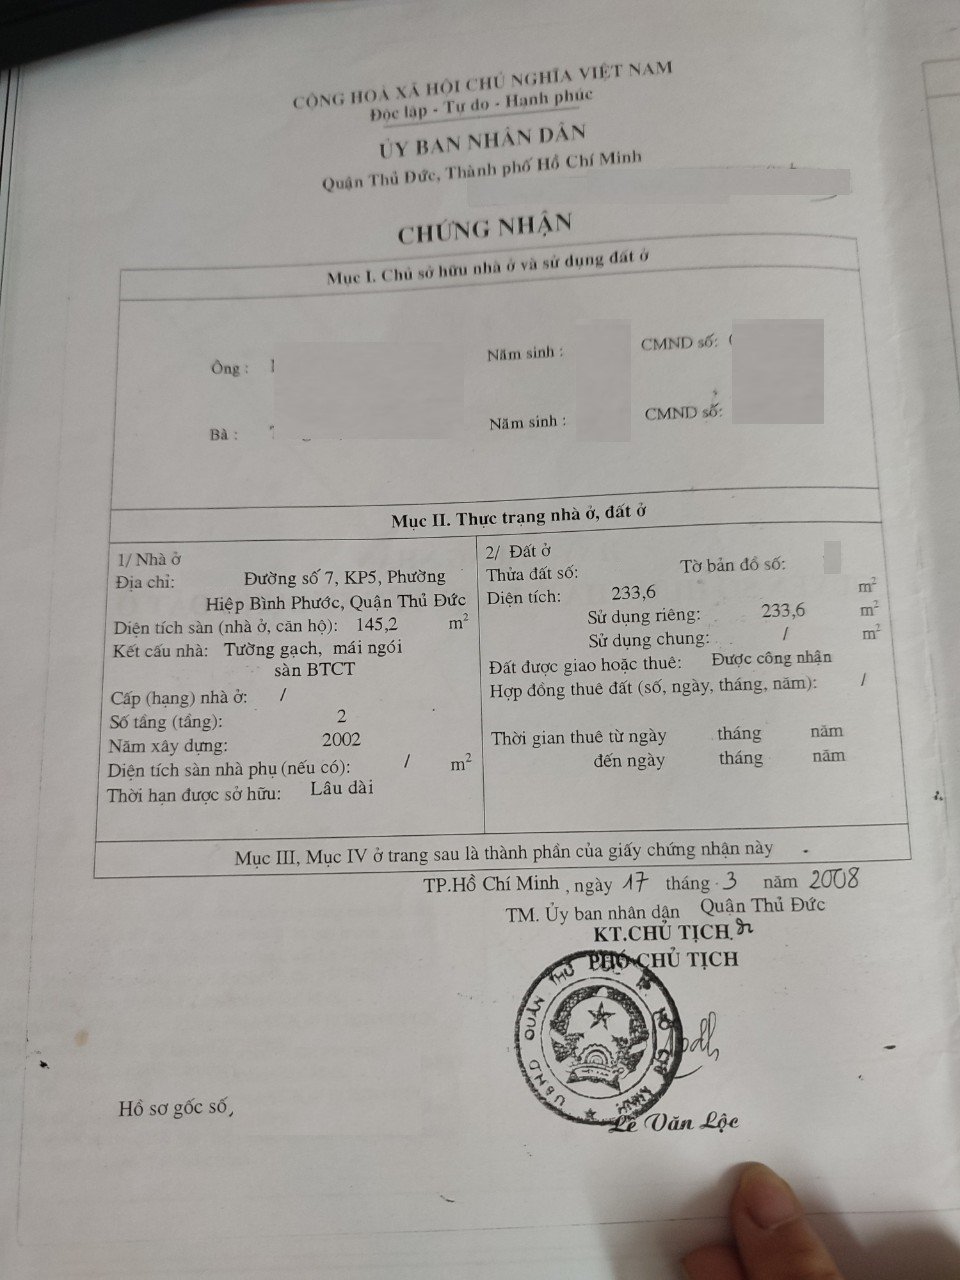 CỘNG HOÀ XÃ HỘI CHỦ NGHĨA VIỆT NAM
Độc lập - Tự do - Hạnh phúc
ỦY BAN NHÂN DÂN
Quận Thủ Đức, Thành phố Hồ Chí Minh
CHỨNG NHẬN
Mục I. Chủ sở hữu nhà ở và sử dụng đất ở
Ông : Năm sinh : CMND số:
Bà : Năm sinh : CMND số:
Mục II. Thực trạng nhà ở, đất ở
1/ Nhà ở
Địa chỉ: Đường số 7, KP5, Phường
Hiệp Bình Phước, Quận Thủ Đức
Diện tích sàn (nhà ở, căn hộ): 145,2 m²
Kết cấu nhà: Tường gạch, mái ngói
sàn BTCT
Cấp (hạng) nhà ở: /
Số tầng (tầng): 2
Năm xây dựng: 2002
Diện tích sàn nhà phụ (nếu có): / m²
Thời hạn được sở hữu: Lâu dài
2/ Đất ở
Thửa đất số: Tờ bản đồ số:
Diện tích: 233,6 m²
Sử dụng riêng: 233,6 m²
Sử dụng chung: / m²
Đất được giao hoặc thuê: Được công nhận
Hợp đồng thuê đất (số, ngày, tháng, năm): /
Thời gian thuê từ ngày tháng năm
đến ngày tháng năm
Mục III, Mục IV ở trang sau là thành phần của giấy chứng nhận này
TP.Hồ Chí Minh , ngày 17 tháng 3 năm 2008
TM. Ủy ban nhân dân Quận Thủ Đức
KT.CHỦ TỊCH
PHÓ CHỦ TỊCH
UBND QUẬN THỦ ĐỨC TP. HỒ CHÍ MINH
Lê Văn Lộc
Hồ sơ gốc số,